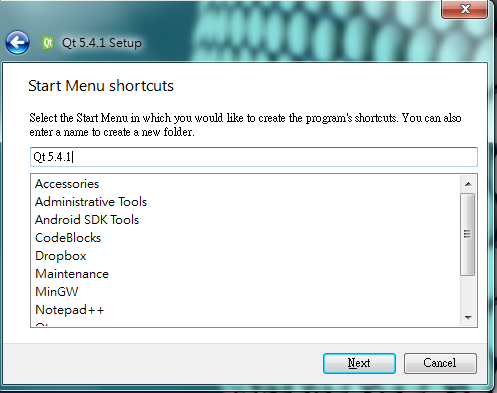 Qt 5.4.1 Setup
Start Menu shortcuts
Select the Start Menu in which you would like to create the program's shortcuts. You can also
enter a name to create a new folder.
Qt 5.4.1
Accessories
Administrative Tools
Android SDK Tools
CodeBlocks
Dropbox
Maintenance
MinGW
Notepad++
Next
Cancel